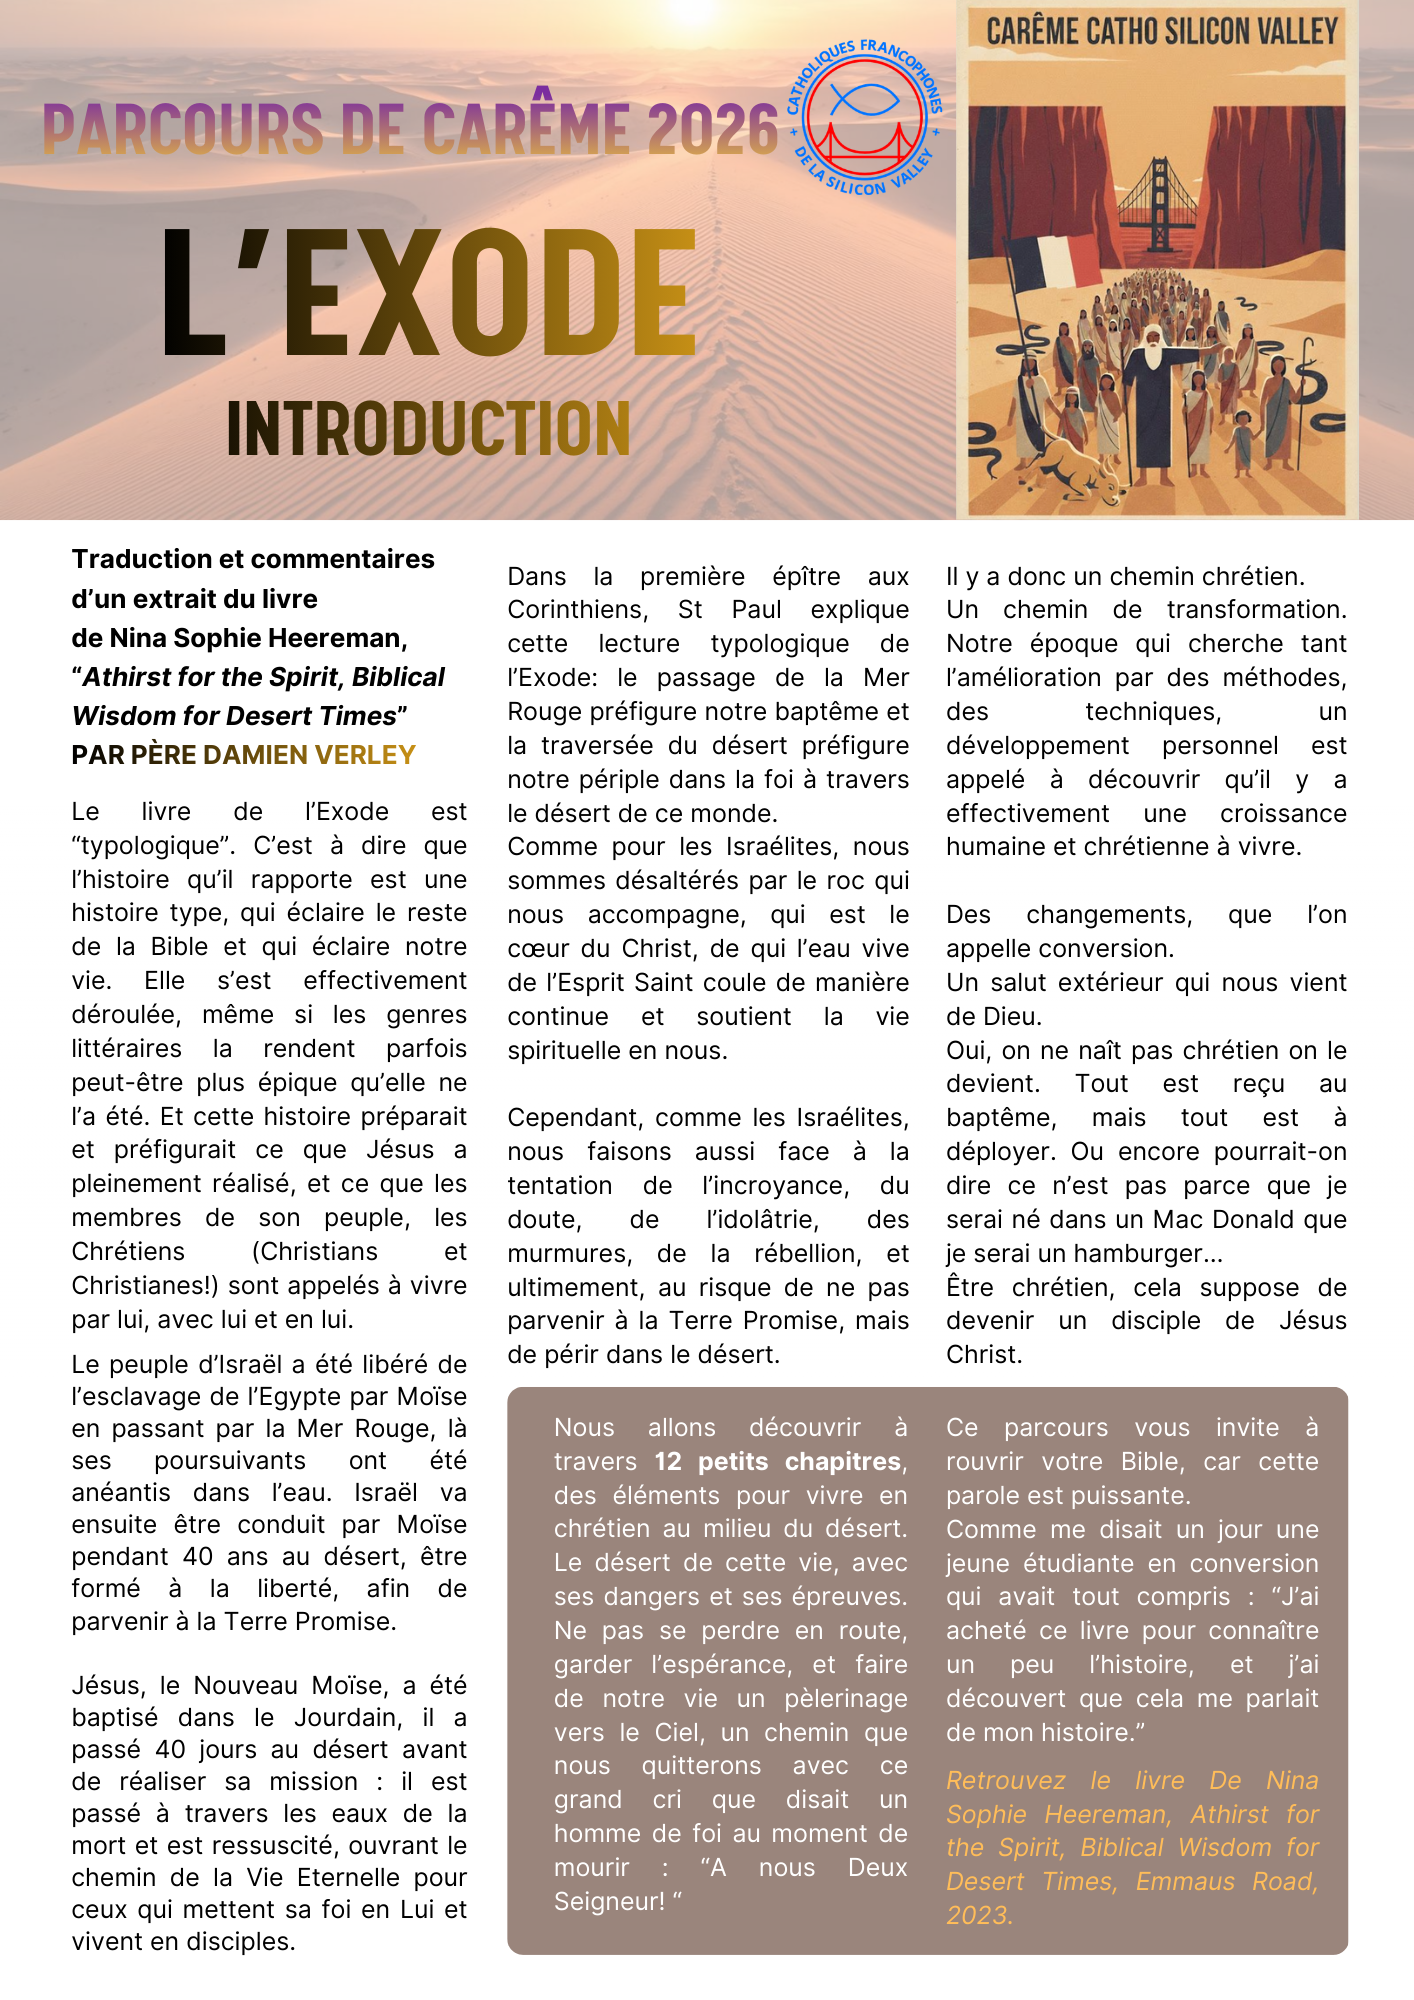 PARCOURS DE CARÊME 2026
CATHOLIQUES FRANCOPHONES
+ DE LA SILICON VALLEY +
CARÊME CATHO SILICON VALLEY
L’EXODE
INTRODUCTION
Traduction et commentaires
d’un extrait du livre
de Nina Sophie Heereman,
“Athirst for the Spirit, Biblical
Wisdom for Desert Times”
PAR PÈRE DAMIEN VERLEY
Le livre de l’Exode est
“typologique”. C’est à dire que
l’histoire qu’il rapporte est une
histoire type, qui éclaire le reste
de la Bible et qui éclaire notre
vie. Elle s’est effectivement
déroulée, même si les genres
littéraires la rendent parfois
peut-être plus épique qu’elle ne
l’a été. Et cette histoire préparait
et préfigurait ce que Jésus a
pleinement réalisé, et ce que les
membres de son peuple, les
Chrétiens (Christians et
Christianes!) sont appelés à vivre
par lui, avec lui et en lui.
Le peuple d’Israël a été libéré de
l’esclavage de l’Egypte par Moïse
en passant par la Mer Rouge, là
ses poursuivants ont été
anéantis dans l’eau. Israël va
ensuite être conduit par Moïse
pendant 40 ans au désert, être
formé à la liberté, afin de
parvenir à la Terre Promise.
Jésus, le Nouveau Moïse, a été
baptisé dans le Jourdain, il a
passé 40 jours au désert avant
de réaliser sa mission : il est
passé à travers les eaux de la
mort et est ressuscité, ouvrant le
chemin de la Vie Eternelle pour
ceux qui mettent sa foi en Lui et
vivent en disciples.
Dans la première épître aux
Corinthiens, St Paul explique
cette lecture typologique de
l’Exode: le passage de la Mer
Rouge préfigure notre baptême et
la traversée du désert préfigure
notre périple dans la foi à travers
le désert de ce monde.
Comme pour les Israélites, nous
sommes désaltérés par le roc qui
nous accompagne, qui est le
cœur du Christ, de qui l’eau vive
de l’Esprit Saint coule de manière
continue et soutient la vie
spirituelle en nous.
Cependant, comme les Israélites,
nous faisons aussi face à la
tentation de l’incroyance, du
doute, de l’idolâtrie, des
murmures, de la rébellion, et
ultimement, au risque de ne pas
parvenir à la Terre Promise, mais
de périr dans le désert.
Il y a donc un chemin chrétien.
Un chemin de transformation.
Notre époque qui cherche tant
l’amélioration par des méthodes,
des techniques, un
développement personnel est
appelé à découvrir qu’il y a
effectivement une croissance
humaine et chrétienne à vivre.
Des changements, que l’on
appelle conversion.
Un salut extérieur qui nous vient
de Dieu.
Oui, on ne naît pas chrétien on le
devient. Tout est reçu au
baptême, mais tout est à
déployer. Ou encore pourrait-on
dire ce n’est pas parce que je
serai né dans un Mac Donald que
je serai un hamburger...
Être chrétien, cela suppose de
devenir un disciple de Jésus
Christ.
Nous allons découvrir à
travers 12 petits chapitres,
des éléments pour vivre en
chrétien au milieu du désert.
Le désert de cette vie, avec
ses dangers et ses épreuves.
Ne pas se perdre en route,
garder l’espérance, et faire
de notre vie un pèlerinage
vers le Ciel, un chemin que
nous quitterons avec ce
grand cri que disait un
homme de foi au moment de
mourir : “A nous Deux
Seigneur! “
Ce parcours vous invite à
rouvrir votre Bible, car cette
parole est puissante.
Comme me disait un jour une
jeune étudiante en conversion
qui avait tout compris : “J’ai
acheté ce livre pour connaître
un peu l’histoire, et j’ai
découvert que cela me parlait
de mon histoire.”
Retrouvez le livre De Nina
Sophie Heereman, Athirst for
the Spirit, Biblical Wisdom for
Desert Times, Emmaus Road,
2023.